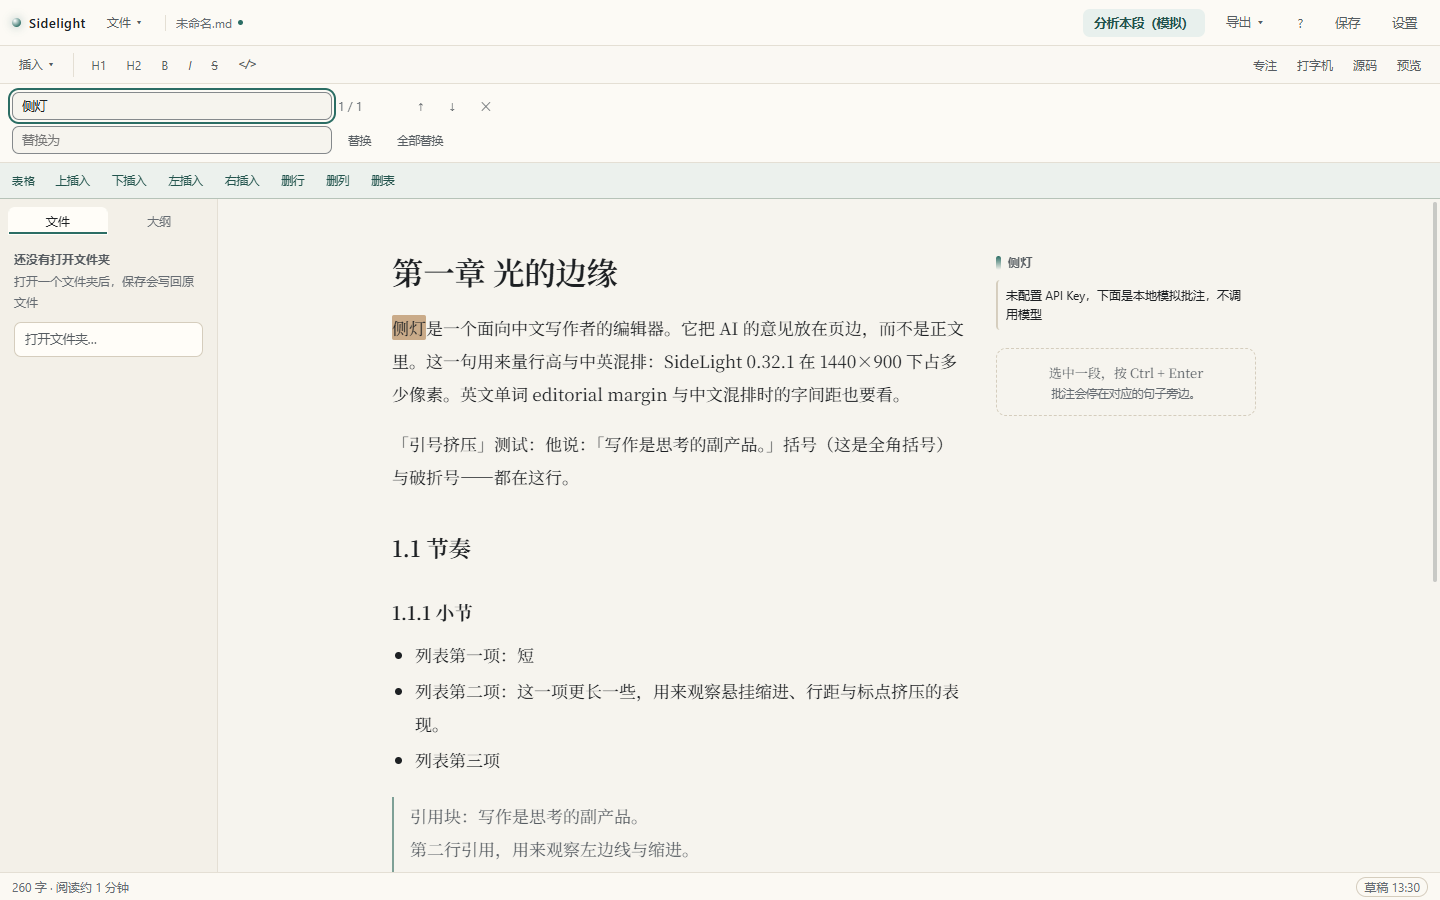 Sidelight 文件 未命名.md 分析本段（模拟） 导出 ? 保存 设置
插入 H1 H2 B I S </> 专注 打字机 源码 预览
侧灯 1 / 1 ↑ ↓ ×
替换为 替换 全部替换
表格 上插入 下插入 左插入 右插入 删行 删列 删表
文件 大纲
还没有打开文件夹
打开一个文件夹后，保存会写回原
文件
打开文件夹...
第一章 光的边缘
侧灯是一个面向中文写作者的编辑器。它把 AI 的意见放在页边，而不是正文
里。这一句用来量行高与中英混排：SideLight 0.32.1 在 1440×900 下占多
少像素。英文单词 editorial margin 与中文混排时的字间距也要看。
「引号挤压」测试：他说：「写作是思考的副产品。」括号（这是全角括号）
与破折号——都在这行。
1.1 节奏
1.1.1 小节
• 列表第一项：短
• 列表第二项：这一项更长一些，用来观察悬挂缩进、行距与标点挤压的表
现。
• 列表第三项
引用块：写作是思考的副产品。
第二行引用，用来观察左边线与缩进。
侧灯
未配置 API Key，下面是本地模拟批注，不调
用模型
选中一段，按 Ctrl + Enter
批注会停在对应的句子旁边。
260 字 · 阅读约 1 分钟 草稿 13:30